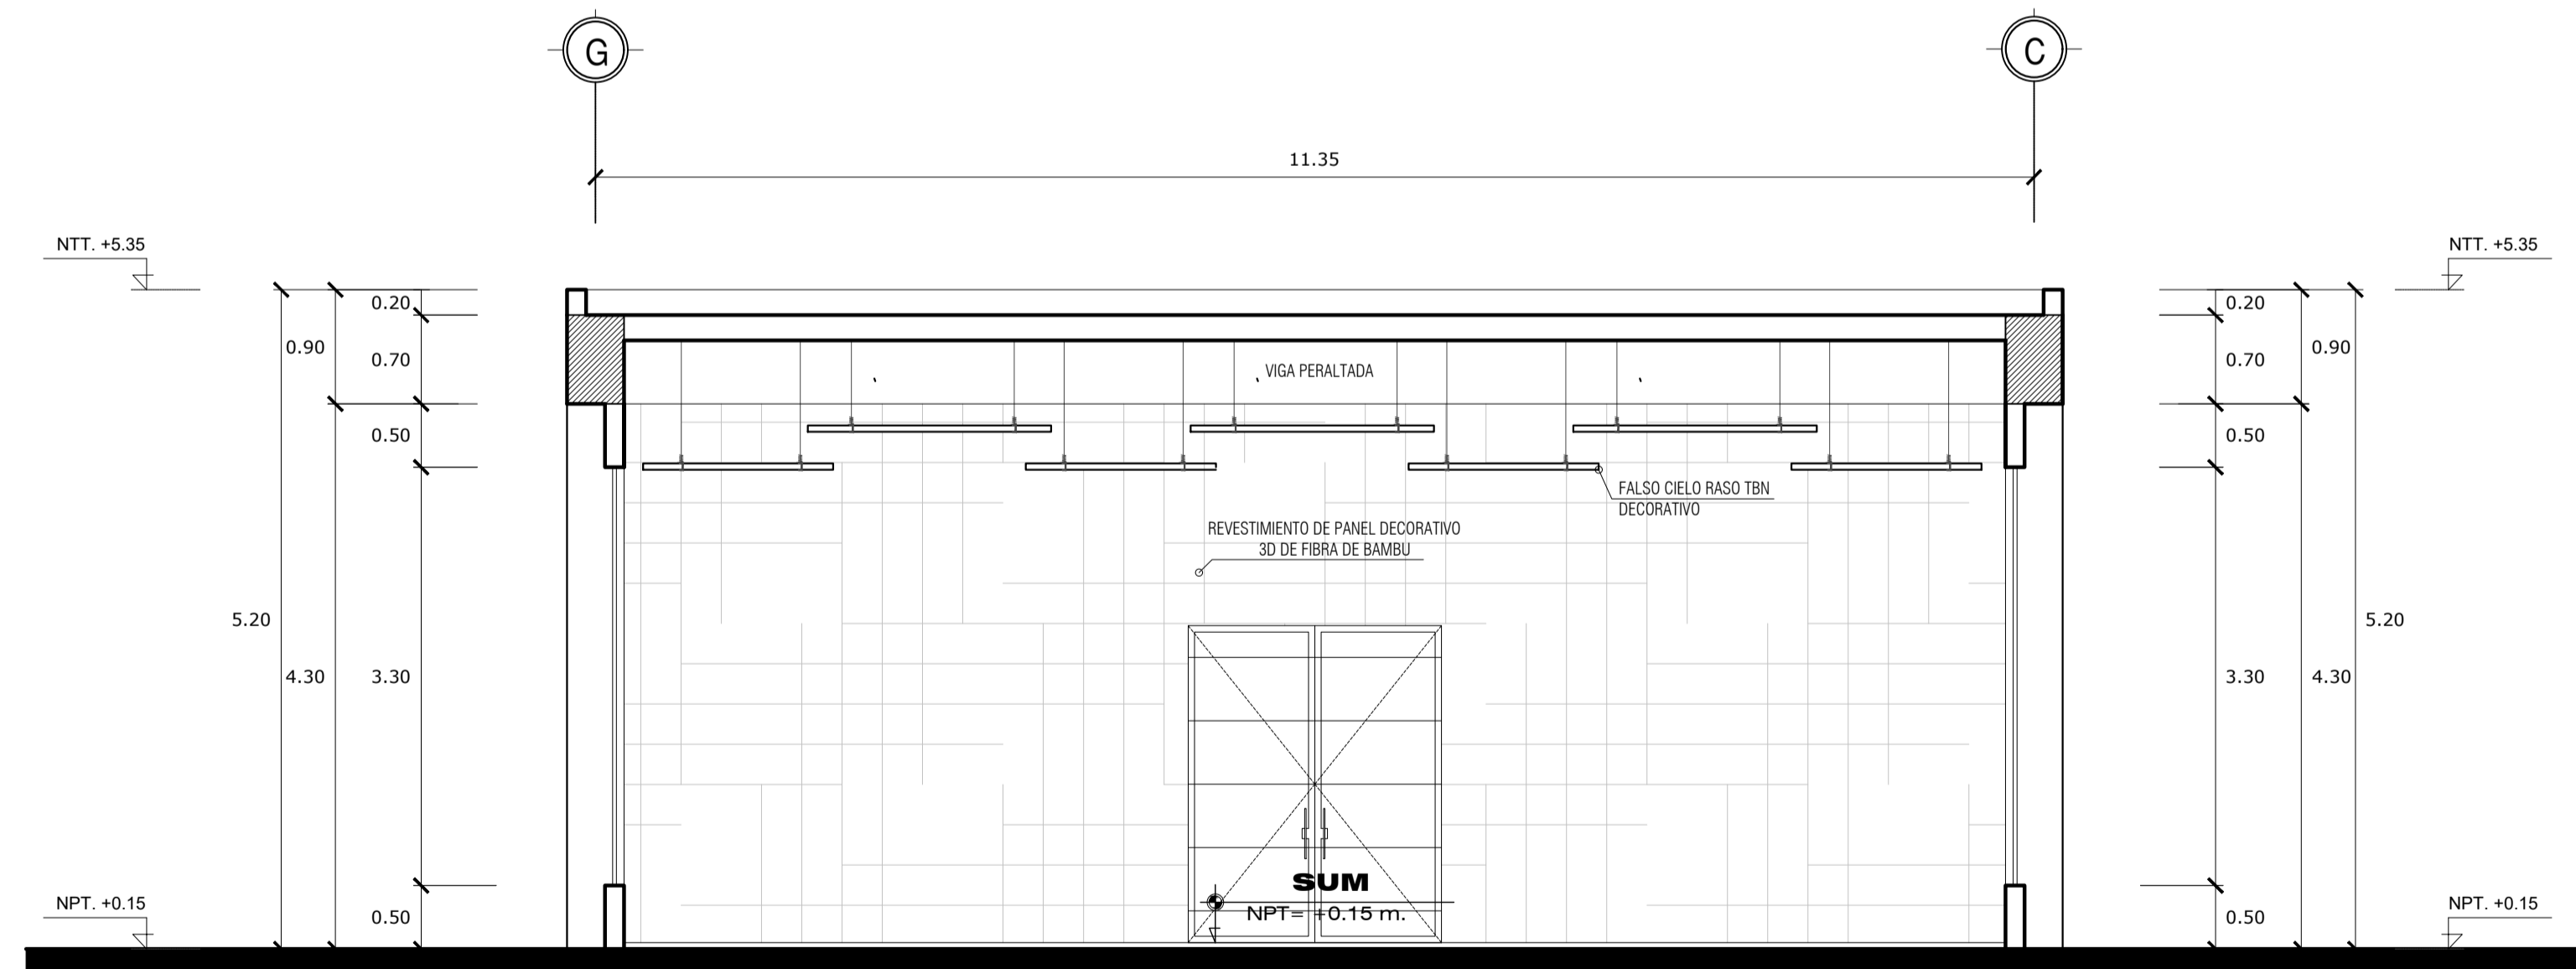 G
C
11.35
NTT. +5.35
NTT. +5.35
0.20
0.20
0.90
0.70
0.70
0.90
VIGA PERALTADA
0.50
0.50
FALSO CIELO RASO TBN
DECORATIVO
REVESTIMIENTO DE PANEL DECORATIVO
3D DE FIBRA DE BAMBU
5.20
5.20
4.30
3.30
3.30
4.30
SUM
NPT= +0.15 m.
NPT. +0.15
0.50
0.50
NPT. +0.15